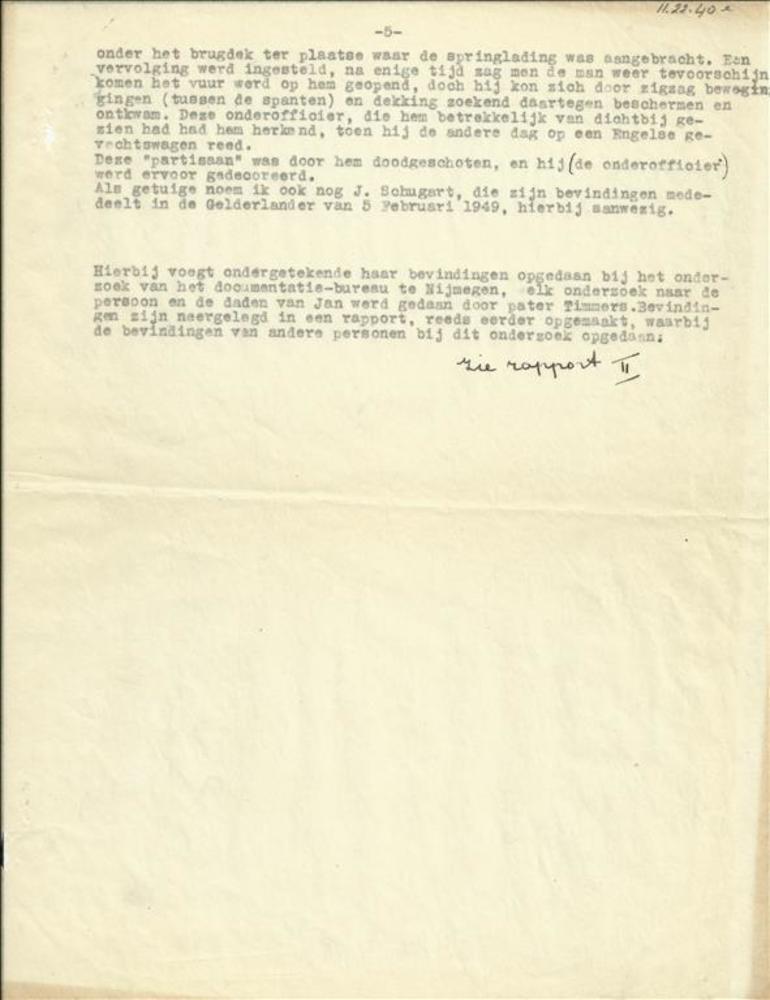 11.22.40 e
-5-
onder het brugdek ter plaatse waar de springlading was aangebracht. Een
vervolging werd ingesteld, na enige tijd zag men de man weer tevoorschijn
komen het vuur werd op hem geopend, doch hij kon zich door zigzag bewegin
gingen (tussen de spanten) en dekking zoekend daartegen beschermen en
ontkwam. Deze onderofficier, die hem betrekkelijk van dichtbij ge-
zien had had hem herkend, toen hij de andere dag op een Engelse ge-
vechtswagen reed.
Deze "partisaan" was door hem doodgeschoten, en hij (de onderofficier)
werd ervoor gedecoreerd.
Als getuige noem ik ook nog J. Schugart, die zijn bevindingen mede-
deelt in de Gelderlander van 5 Februari 1949, hierbij aanwezig.
Hierbij voegt ondergetekende haar bevindingen opgedaan bij het onder-
zoek van het documentatie-bureau te Nijmegen, elk onderzoek naar de
persoon en de daden van Jan werd gedaan door pater Timmers.Bevindin-
gen zijn neergelegd in een rapport, reeds eerder opgemaakt, waarbij
de bevindingen van andere personen bij dit onderzoek opgedaan;
zie rapport II